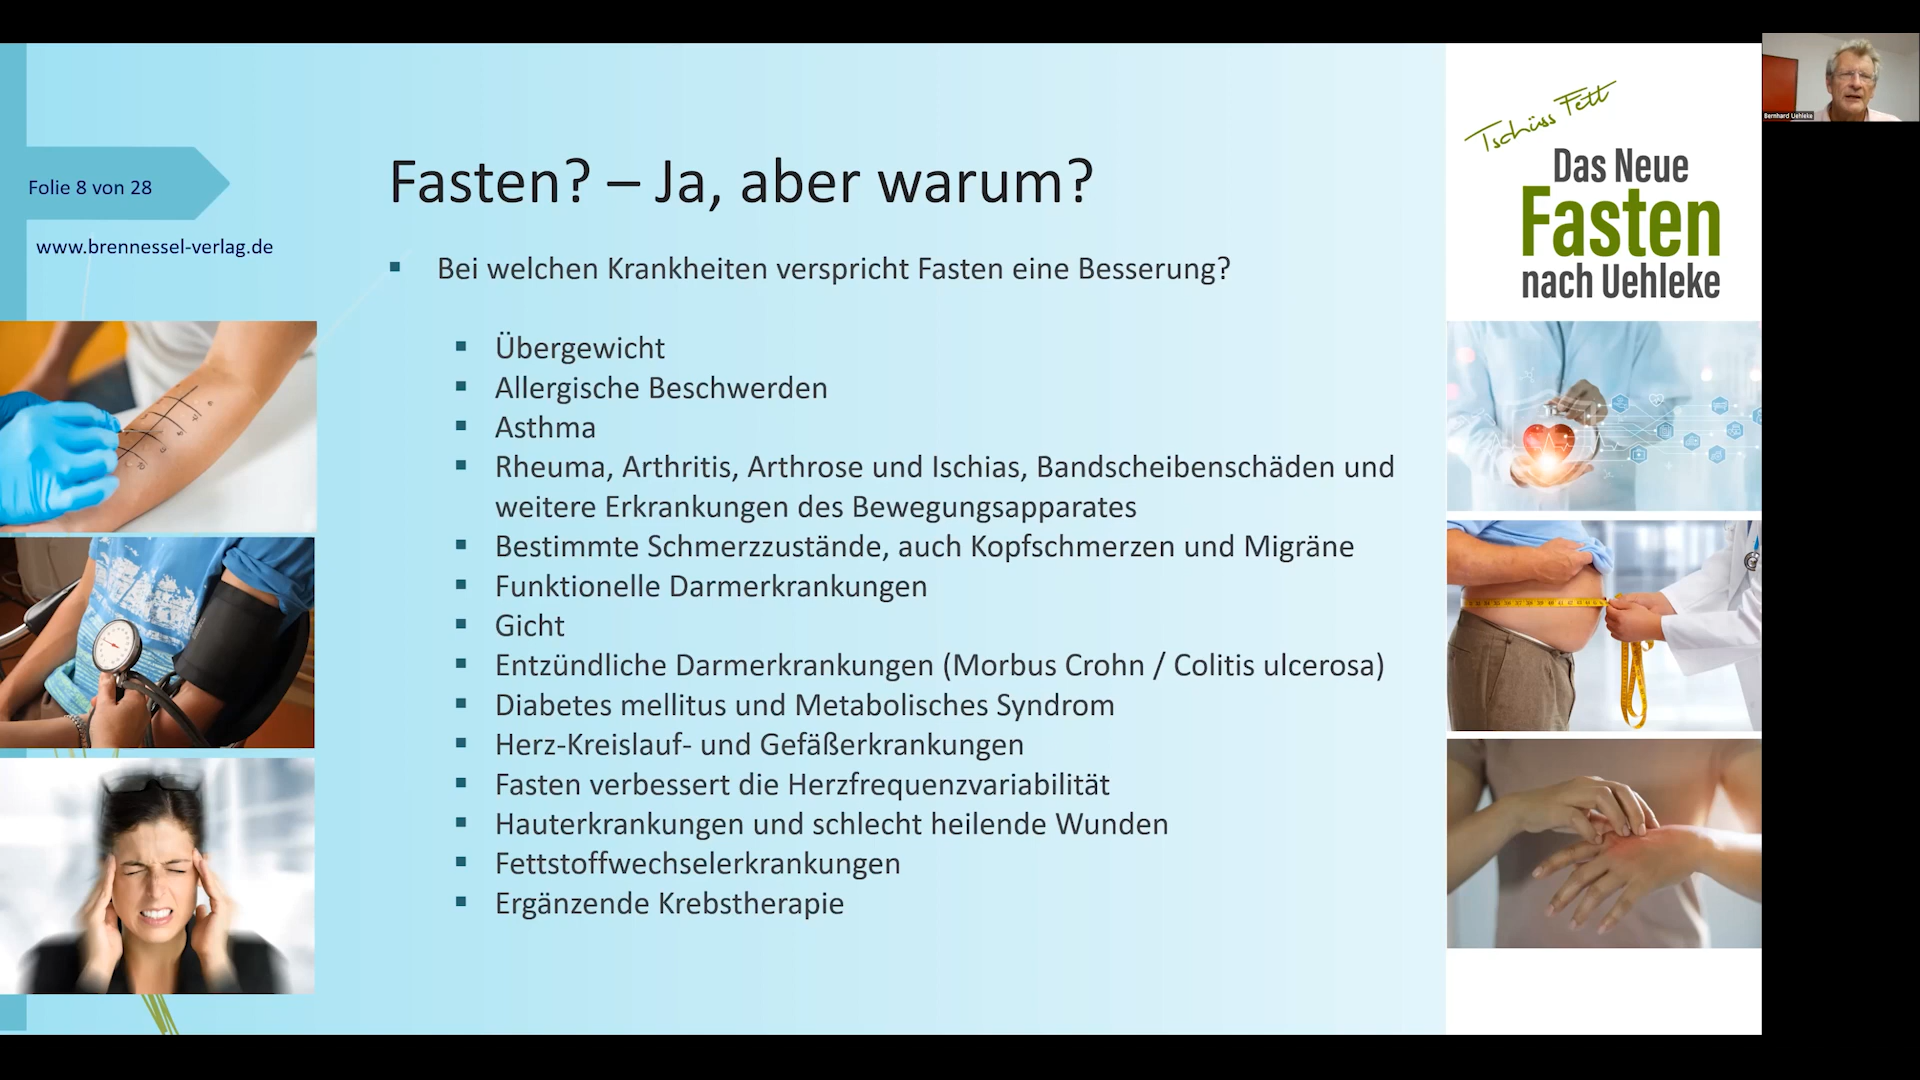 Folie 8 von 28
www.brennessel-verlag.de
Fasten? – Ja, aber warum?
Bei welchen Krankheiten verspricht Fasten eine Besserung?
Übergewicht
Allergische Beschwerden
Asthma
Rheuma, Arthritis, Arthrose und Ischias, Bandscheibenschäden und
weitere Erkrankungen des Bewegungsapparates
Bestimmte Schmerzzustände, auch Kopfschmerzen und Migräne
Funktionelle Darmerkrankungen
Gicht
Entzündliche Darmerkrankungen (Morbus Crohn / Colitis ulcerosa)
Diabetes mellitus und Metabolisches Syndrom
Herz-Kreislauf- und Gefäßerkrankungen
Fasten verbessert die Herzfrequenzvariabilität
Hauterkrankungen und schlecht heilende Wunden
Fettstoffwechselerkrankungen
Ergänzende Krebstherapie
Tschüss Fett
Das Neue
Fasten
nach Uehleke
Bernhard Uehleke